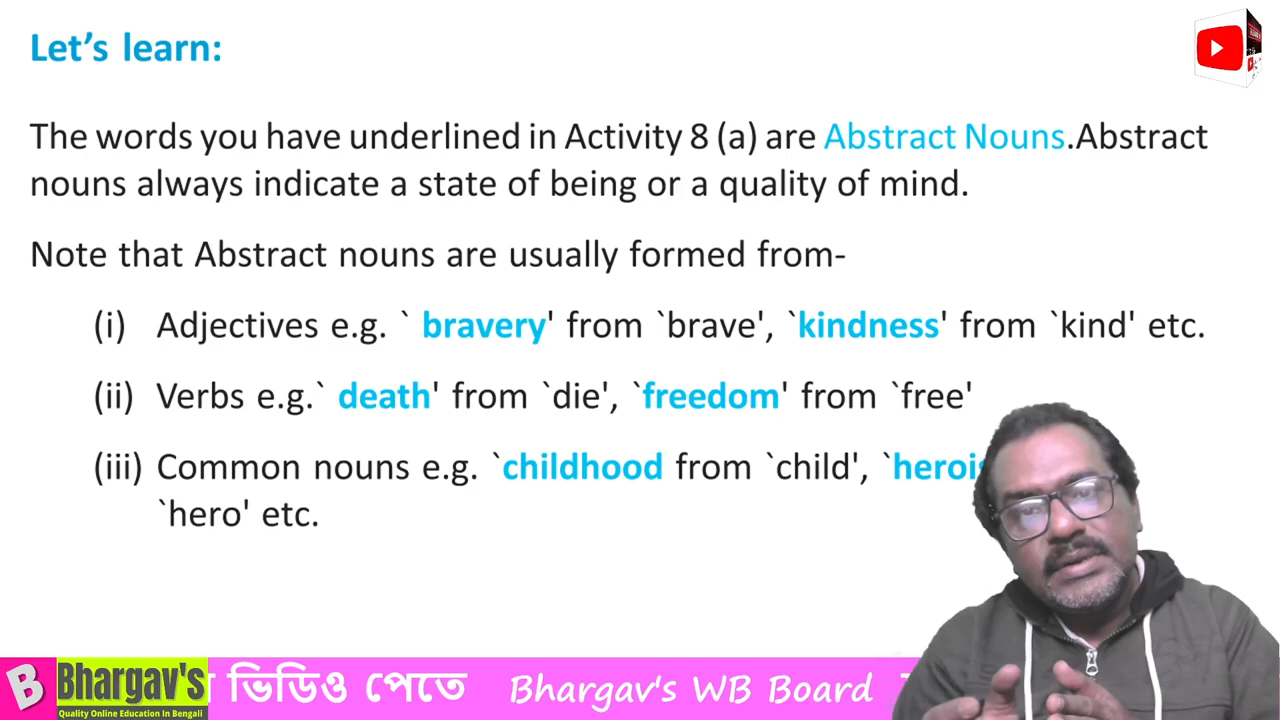 Let’s learn:
The words you have underlined in Activity 8 (a) are Abstract Nouns.Abstract
nouns always indicate a state of being or a quality of mind.
Note that Abstract nouns are usually formed from-
(i) Adjectives e.g. ` bravery' from `brave', `kindness' from `kind' etc.
(ii) Verbs e.g.` death' from `die', `freedom' from `free'
(iii) Common nouns e.g. `childhood from `child',
`hero' etc.
B Bhargav's ভিডিও পেতে Bhargav's WB Board
Quality Online Education in Bengali